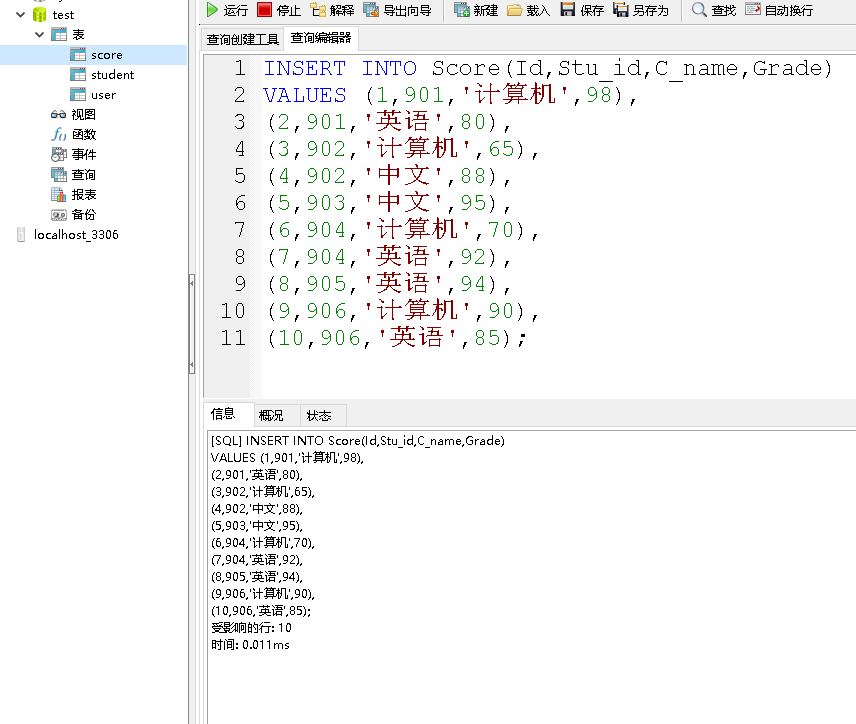 test
表
score
student
user
视图
函数
事件
查询
报表
备份
localhost_3306
运行 停止 解释 导出向导 新建 载入 保存 另存为 查找 自动换行
查询创建工具 查询编辑器
1 INSERT INTO Score(Id,Stu_id,C_name,Grade)
2 VALUES (1,901,'计算机',98),
3 (2,901,'英语',80),
4 (3,902,'计算机',65),
5 (4,902,'中文',88),
6 (5,903,'中文',95),
7 (6,904,'计算机',70),
8 (7,904,'英语',92),
9 (8,905,'英语',94),
10 (9,906,'计算机',90),
11 (10,906,'英语',85);
信息 概况 状态
[SQL] INSERT INTO Score(Id,Stu_id,C_name,Grade)
VALUES (1,901,'计算机',98),
(2,901,'英语',80),
(3,902,'计算机',65),
(4,902,'中文',88),
(5,903,'中文',95),
(6,904,'计算机',70),
(7,904,'英语',92),
(8,905,'英语',94),
(9,906,'计算机',90),
(10,906,'英语',85);
受影响的行: 10
时间: 0.011ms